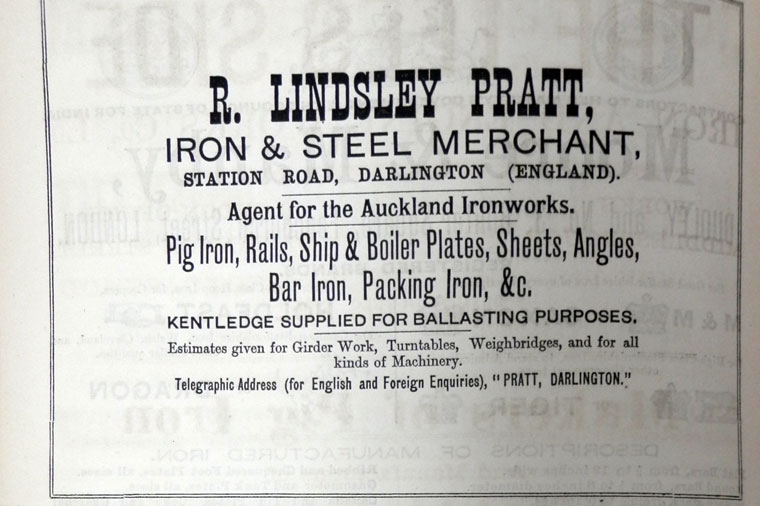 R. LINDSLEY PRATT,
IRON & STEEL MERCHANT,
STATION ROAD, DARLINGTON (ENGLAND).
Agent for the Auckland Ironworks.
Pig Iron, Rails, Ship & Boiler Plates, Sheets, Angles,
Bar Iron, Packing Iron, &c.
KENTLEDGE SUPPLIED FOR BALLASTING PURPOSES.
Estimates given for Girder Work, Turntables, Weighbridges, and for all
kinds of Machinery.
Telegraphic Address (for English and Foreign Enquiries), "PRATT, DARLINGTON."